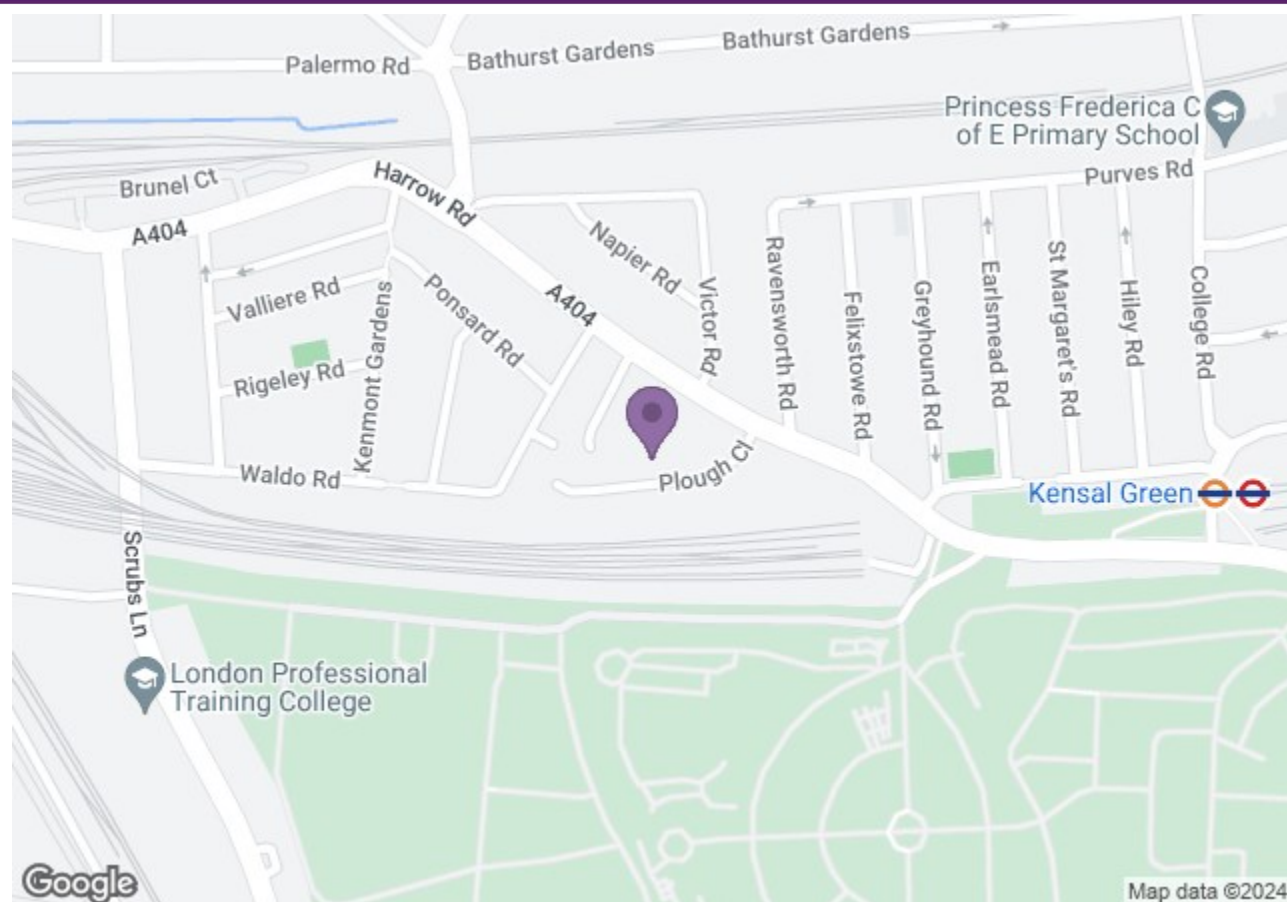 Bathurst Gardens
Bathurst Gardens
Palermo Rd
Princess Frederica C
of E Primary School
Brunel Ct
Harrow Rd
Purves Rd
A404
Napier Rd
Valliere Rd
Ponsard Rd
A404
Victor Rd
Ravensworth Rd
Felixstowe Rd
Greyhound Rd
Earlsmead Rd
St Margaret's Rd
Hiley Rd
College Rd
Kenmont Gardens
Rigeley Rd
Waldo Rd
Plough Cl
Kensal Green
Scrubs Ln
London Professional
Training College
Google
Map data ©2024